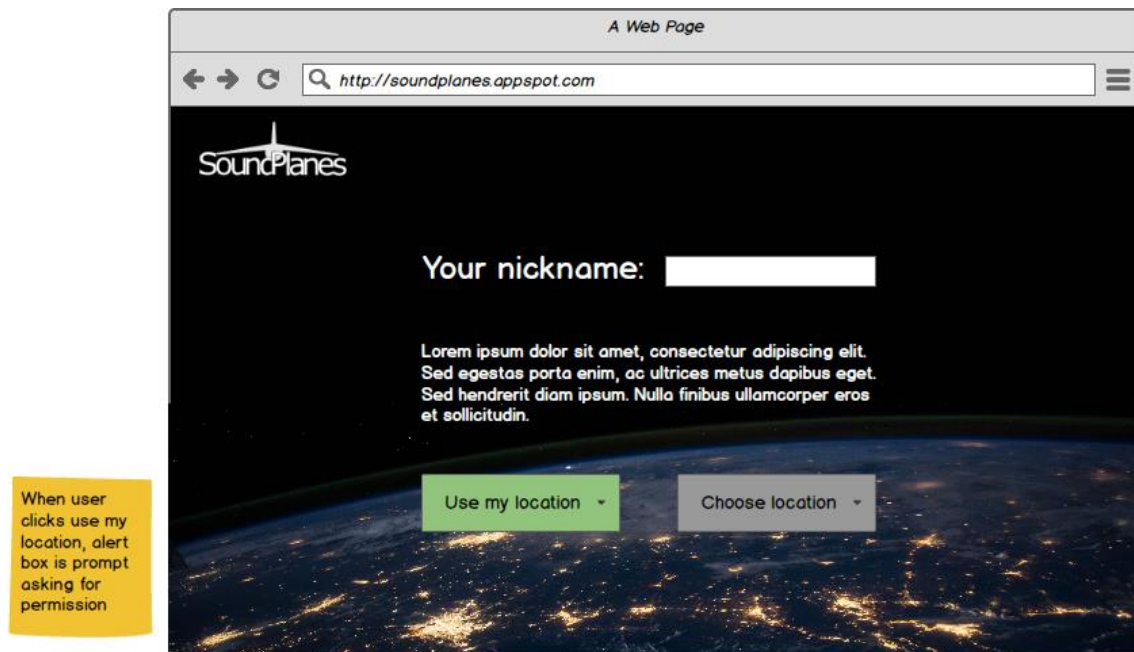 A Web Page
http://soundplanes.appspot.com
SoundPlanes
Your nickname:
Lorem ipsum dolor sit amet, consectetur adipiscing elit.
Sed egestas porta enim, ac ultrices metus dapibus eget.
Sed hendrerit diam ipsum. Nulla finibus ullamcorper eros
et sollicitudin.
Use my location
Choose location
When user
clicks use my
location, alert
box is prompt
asking for
permission